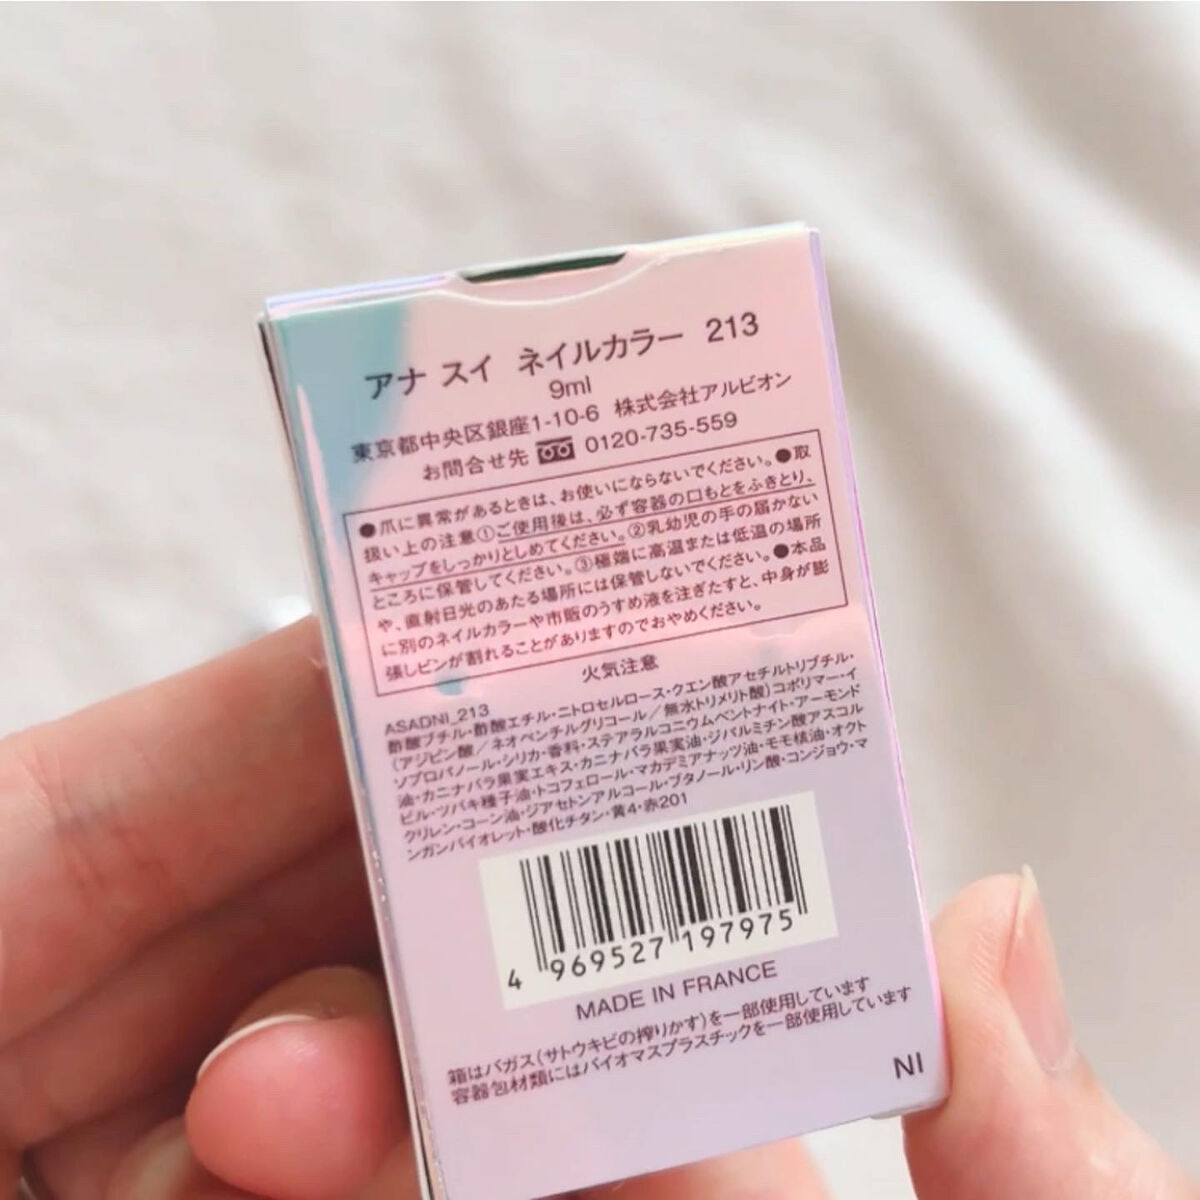 アナ スイ ネイルカラー 213
9ml
東京都中央区銀座1-10-6 株式会社アルビオン
お問合せ先 0120-735-559
●爪に異常があるときは、お使いにならないでください。●取
扱い上の注意①ご使用後は、必ず容器の口もとをふきとり、
キャップをしっかりとしめてください。②乳幼児の手の届かない
ところに保管してください。③極端に高温または低温の場所
や、直射日光のあたる場所には保管しないでください。●本品
に別のネイルカラーや市販のうすめ液を注ぎたすと、中身が膨
張しビンが割れることがありますのでおやめください。
火気注意
ASADNI_213
酢酸ブチル・酢酸エチル・ニトロセルロース・クエン酸アセチルトリブチル・
(アジピン酸/ネオペンチルグリコール/無水トリメリト酸)コポリマー・イ
ソプロパノール・シリカ・香料・ステアラルコニウムベントナイト・アーモンド
油・カニナバラ果実エキス・カニナバラ果実油・ジパルミチン酸アスコル
ビル・ツバキ種子油・トコフェロール・マカデミアナッツ油・モモ核油・オクト
クリレン・コーン油・ジアセトンアルコール・ブタノール・リン酸・コンジョウ・マ
ンガンバイオレット・酸化チタン・黄4・赤201
4 969527 197975
MADE IN FRANCE
箱はバガス(サトウキビの搾りかす)を一部使用しています
容器包材類にはバイオマスプラスチックを一部使用しています
NI